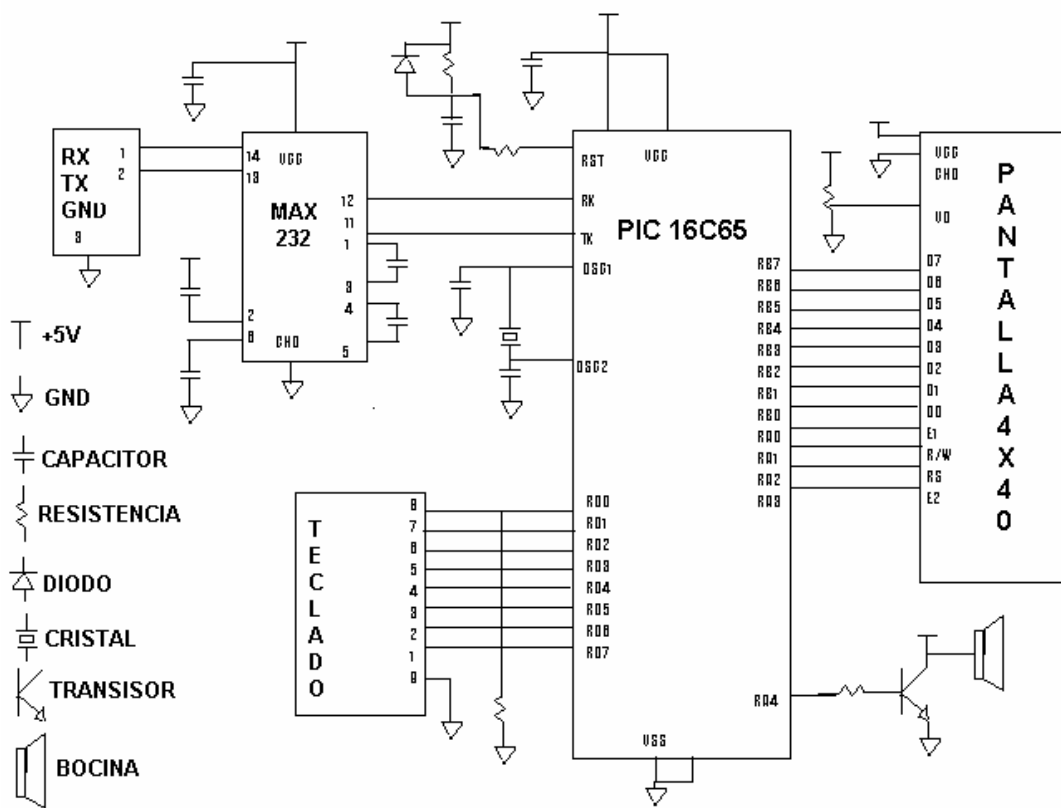 RX
TX
GND
1
2
3
14
13
VCC
MAX
232
12
11
1
3
4
5
2
6
GND
RST
VCC
RX
TX
OSC1
OSC2
PIC 16C65
RB7
RB6
RB5
RB4
RB3
RB2
RB1
RB0
RA0
RA1
RA2
RA3
VCC
GND
VO
D7
D6
D5
D4
D3
D2
D1
D0
E1
R/W
RS
E2
PANTALLLA4X40
+5V
GND
CAPACITOR
RESISTENCIA
DIODO
CRISTAL
TRANSISOR
BOCINA
TECLADO
8
7
6
5
4
3
2
1
9
RD0
RD1
RD2
RD3
RD4
RD5
RD6
RD7
RA4
VSS